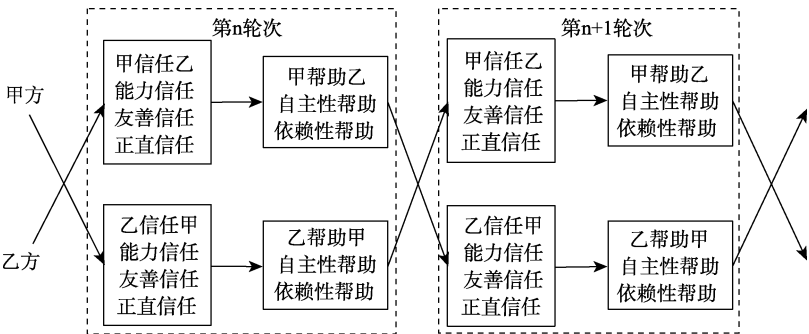 第n轮次
第n+1轮次
甲方
乙方
甲信任乙
能力信任
友善信任
正直信任
甲帮助乙
自主性帮助
依赖性帮助
乙信任甲
能力信任
友善信任
正直信任
乙帮助甲
自主性帮助
依赖性帮助
甲信任乙
能力信任
友善信任
正直信任
甲帮助乙
自主性帮助
依赖性帮助
乙信任甲
能力信任
友善信任
正直信任
乙帮助甲
自主性帮助
依赖性帮助